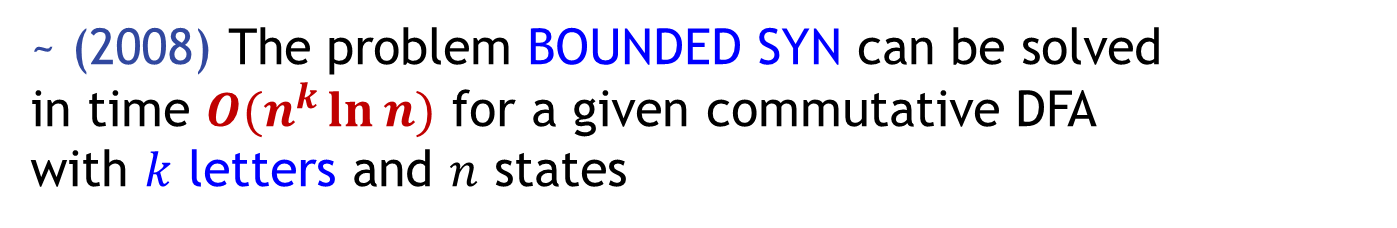 ~ (2008) The problem BOUNDED SYN can be solved
in time O(n^k ln n) for a given commutative DFA
with k letters and n states